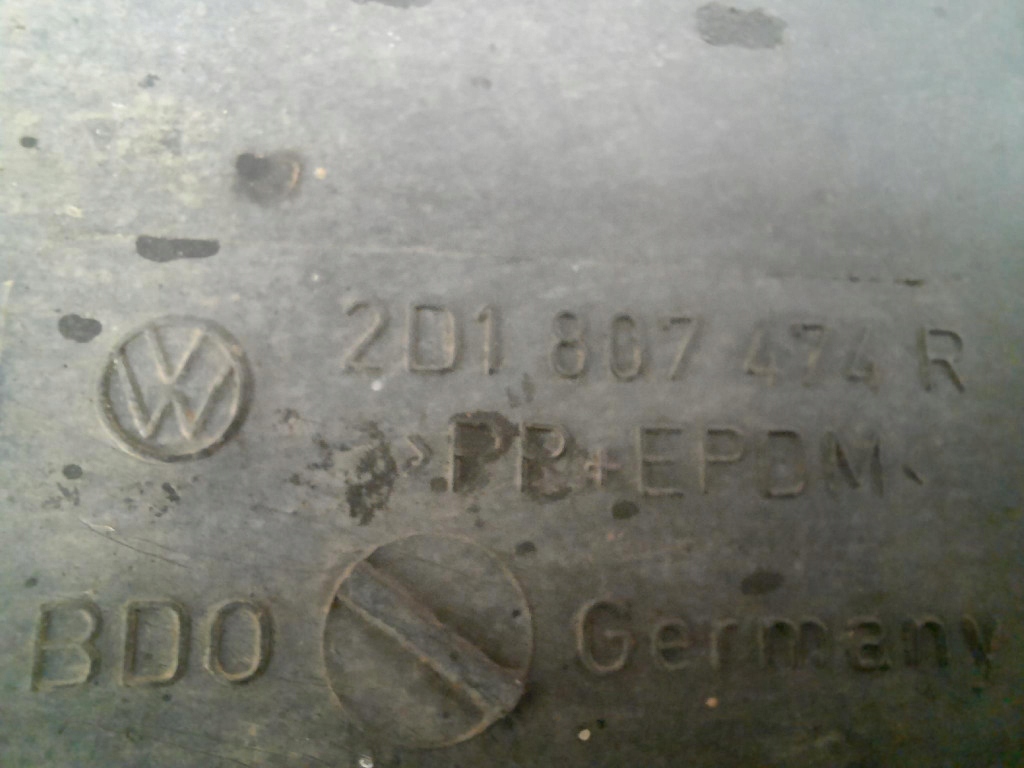 2D1 807 474 R
>PP+EPDM<
BDO Germany